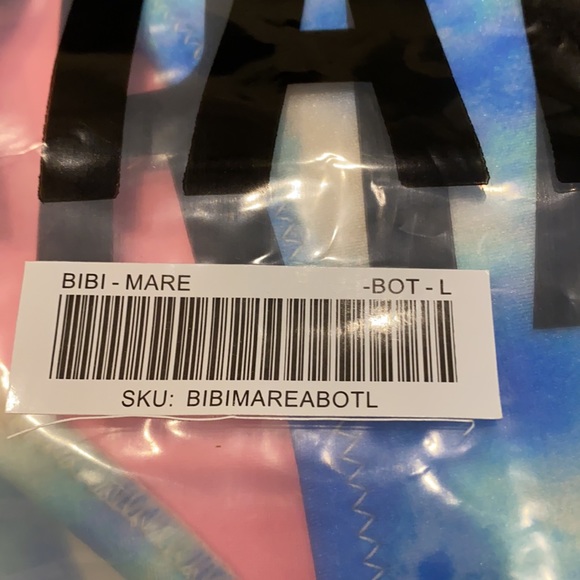 BIBI - MARE -BOT - L
SKU: BIBIMAREABOTL